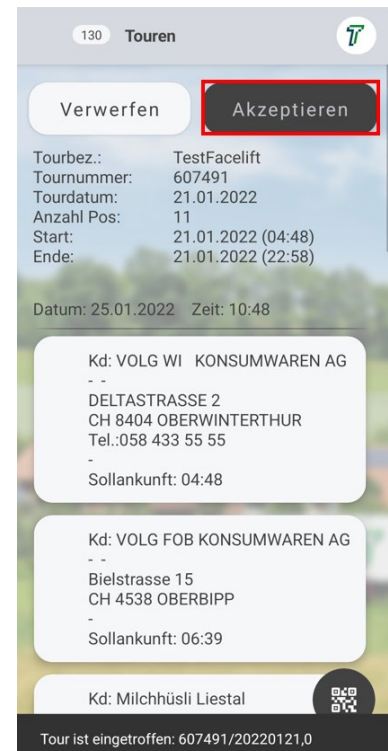 130 Touren
Verwerfen Akzeptieren
Tourbez.: TestFacelift
Tournummer: 607491
Tourdatum: 21.01.2022
Anzahl Pos: 11
Start: 21.01.2022 (04:48)
Ende: 21.01.2022 (22:58)
Datum: 25.01.2022 Zeit: 10:48
Kd: VOLG WI KONSUMWAREN AG
- -
DELTASTRASSE 2
CH 8404 OBERWINTERTHUR
Tel.:058 433 55 55
-
Sollankunft: 04:48
Kd: VOLG FOB KONSUMWAREN AG
- -
Bielstrasse 15
CH 4538 OBERBIPP
-
Sollankunft: 06:39
Kd: Milchhüsli Liestal
Tour ist eingetroffen: 607491/20220121,0